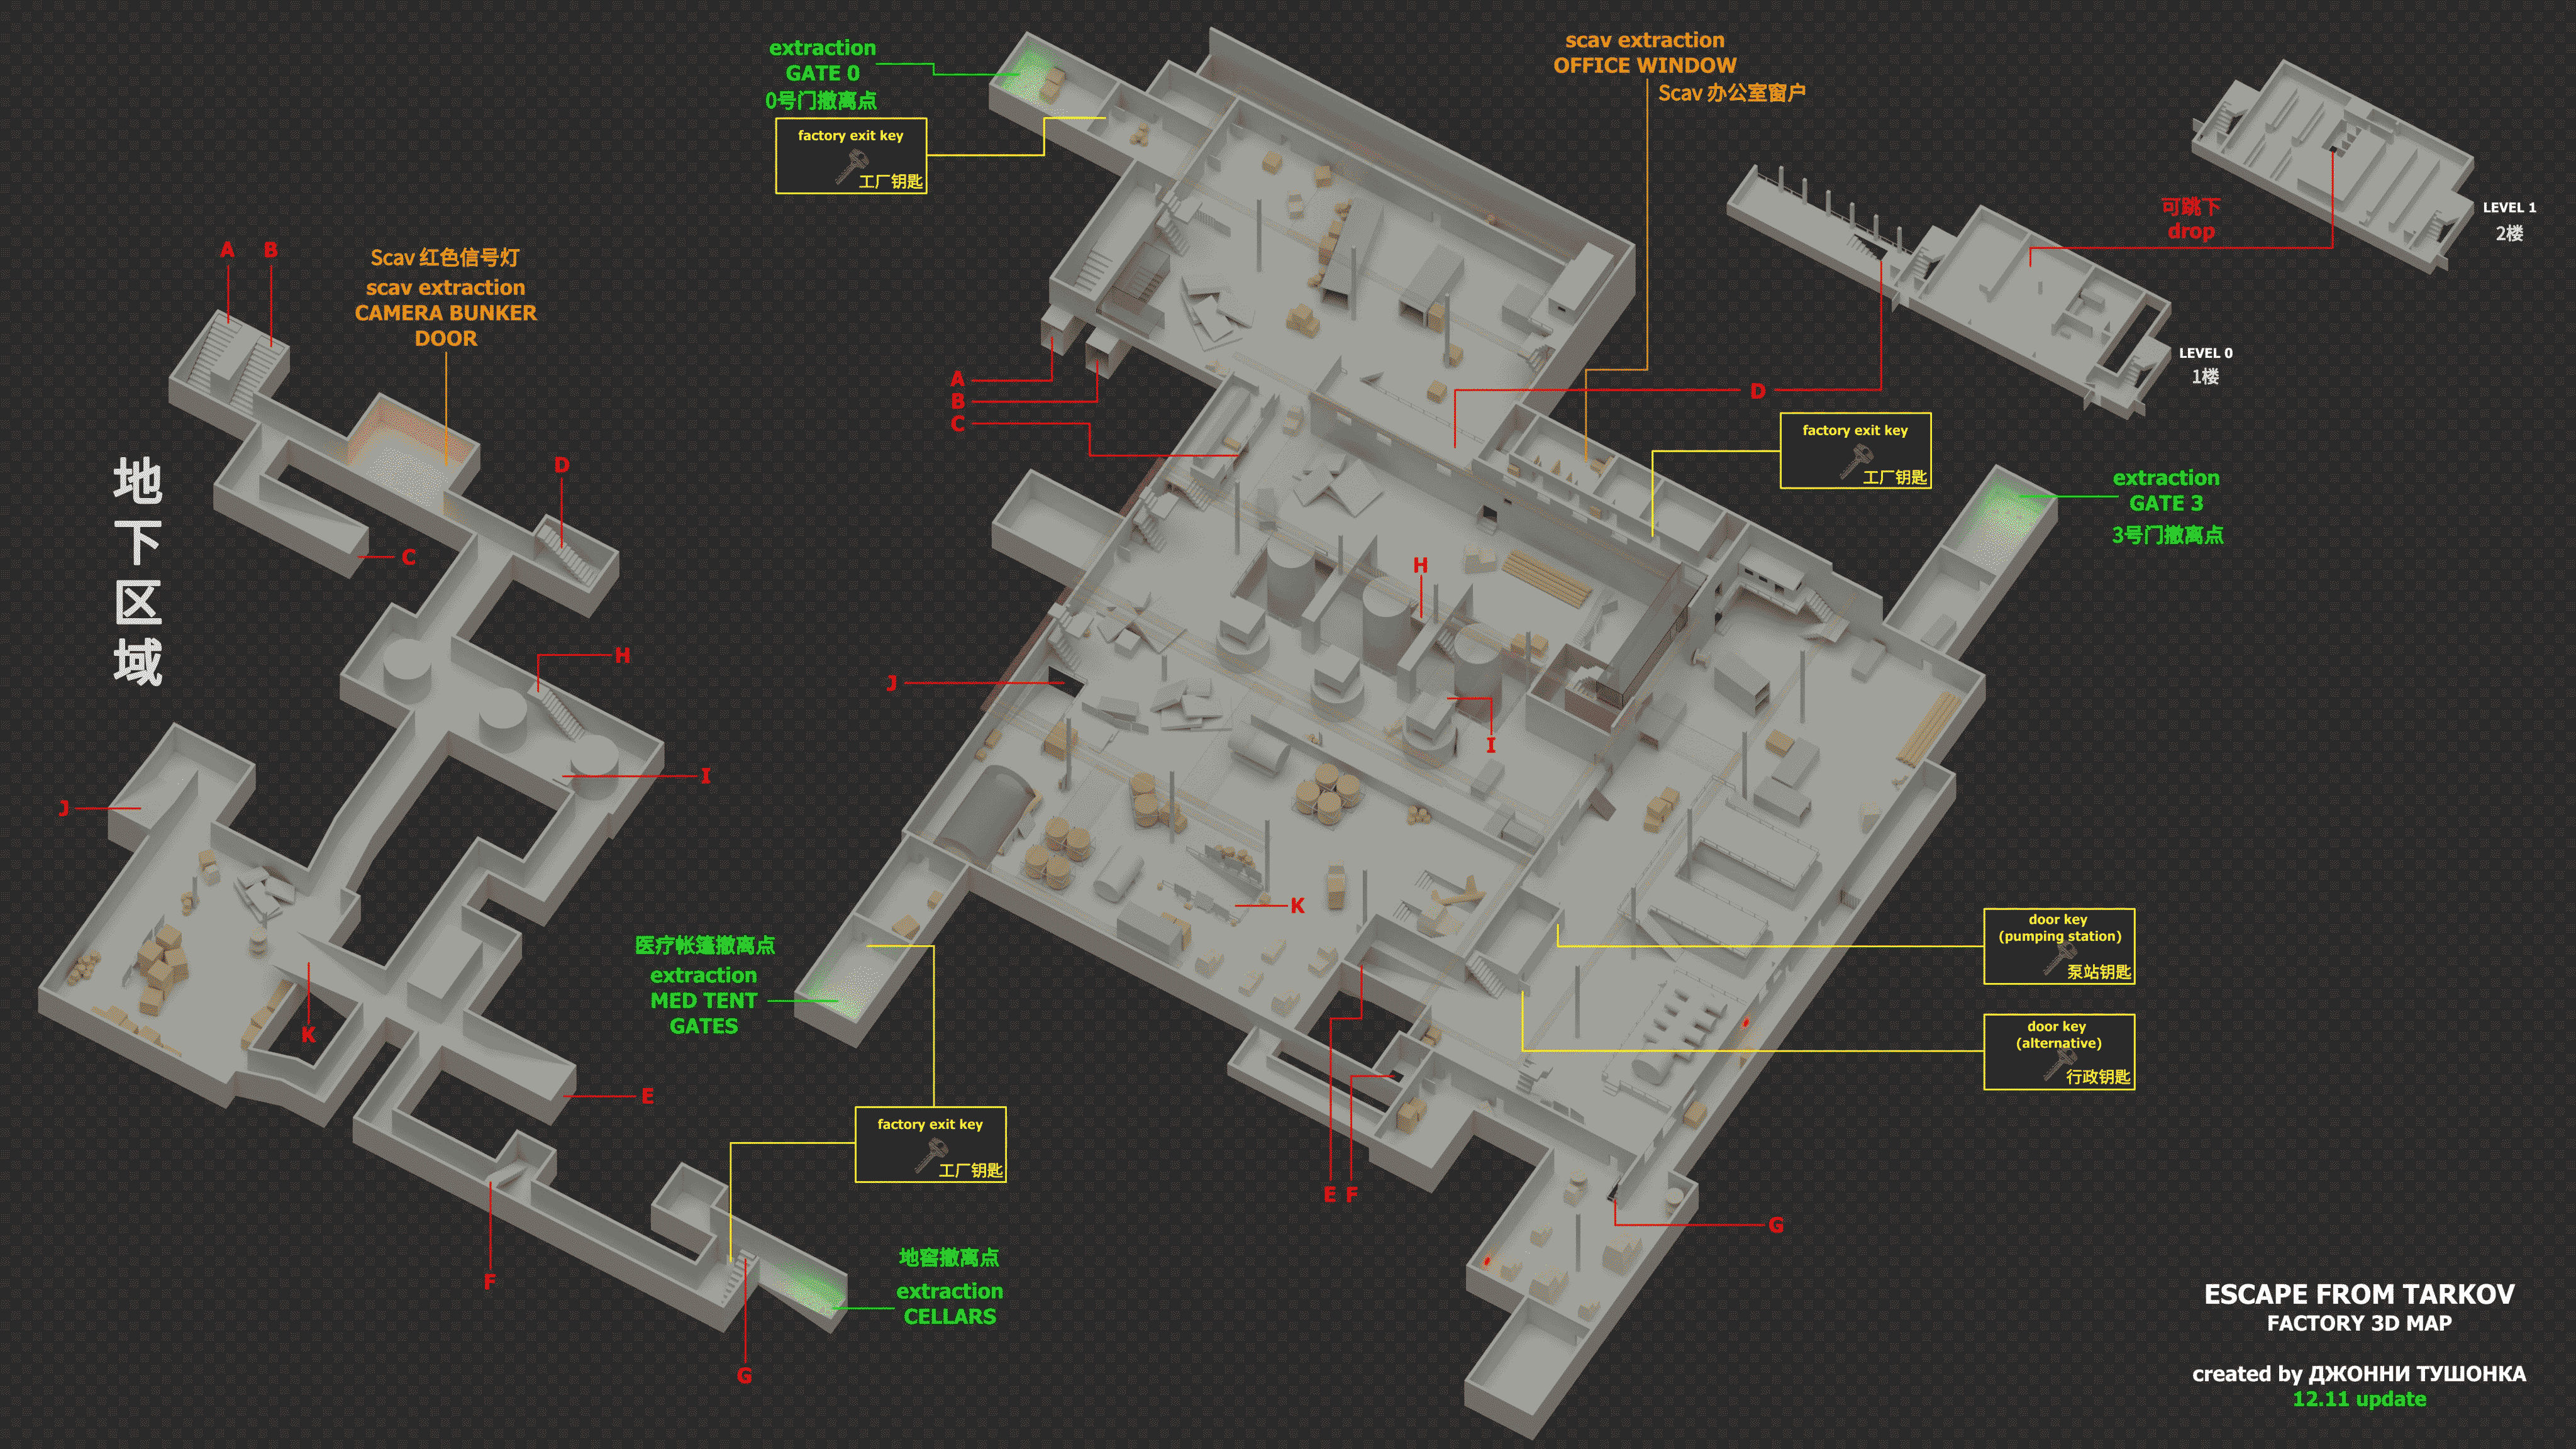 extraction
GATE 0
0号门撤离点
factory exit key
工厂钥匙
scav extraction
OFFICE WINDOW
Scav 办公室窗户
可跳下
drop
LEVEL 1
2楼
LEVEL 0
1楼
A
B
Scav 红色信号灯
scav extraction
CAMERA BUNKER
DOOR
A
B
C
D
factory exit key
工厂钥匙
地下区域
D
C
extraction
GATE 3
3号门撤离点
H
H
J
I
I
J
K
K
E
医疗帐篷撤离点
extraction
MED TENT
GATES
door key
(pumping station)
泵站钥匙
door key
(alternative)
行政钥匙
factory exit key
工厂钥匙
E
F
G
F
地窖撤离点
extraction
CELLARS
G
ESCAPE FROM TARKOV
FACTORY 3D MAP
created by ДЖОННИ ТУШОНКА
12.11 update